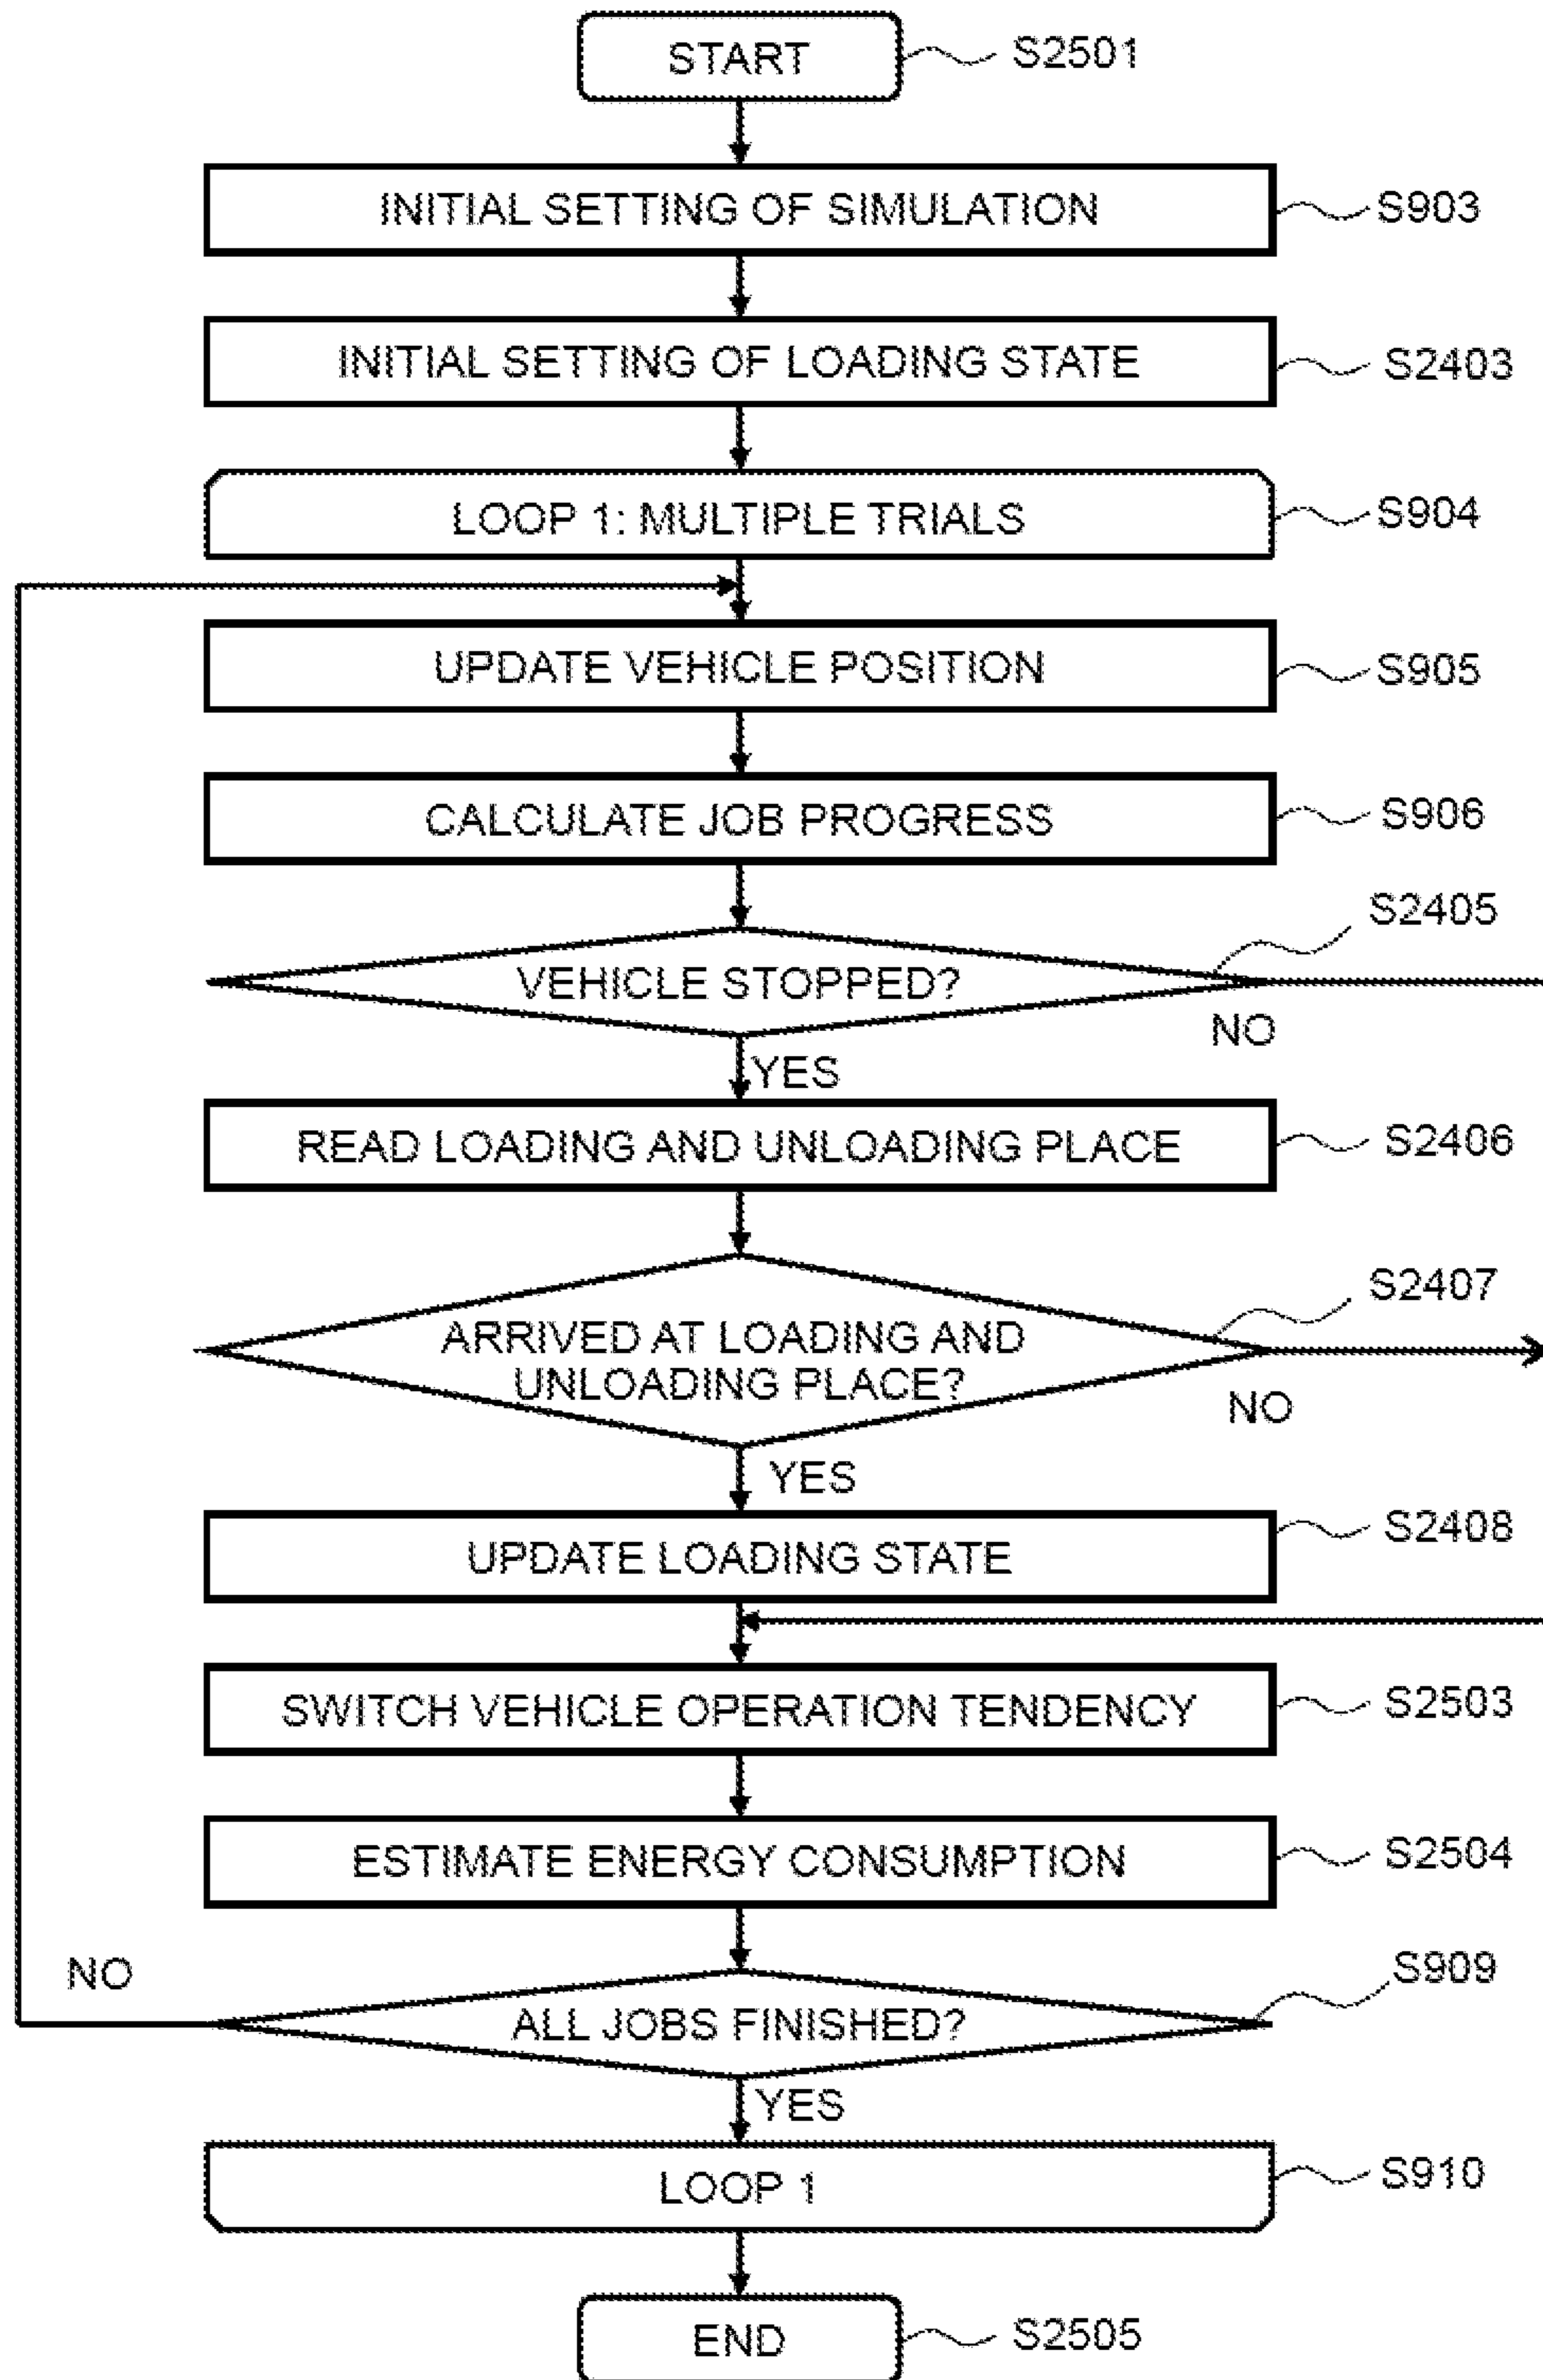 START
S2501
INITIAL SETTING OF SIMULATION
S903
INITIAL SETTING OF LOADING STATE
S2403
LOOP 1: MULTIPLE TRIALS
S904
UPDATE VEHICLE POSITION
S905
CALCULATE JOB PROGRESS
S906
S2405
VEHICLE STOPPED?
NO
YES
READ LOADING AND UNLOADING PLACE
S2406
S2407
ARRIVED AT LOADING AND
UNLOADING PLACE?
NO
YES
UPDATE LOADING STATE
S2408
SWITCH VEHICLE OPERATION TENDENCY
S2503
ESTIMATE ENERGY CONSUMPTION
S2504
NO
S909
ALL JOBS FINISHED?
YES
LOOP 1
S910
END
S2505